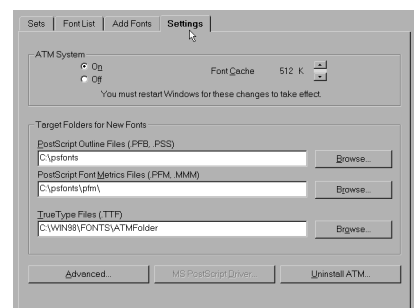 Sets Font List Add Fonts Settings
ATM System
On
Off
Font Cache 512 K
You must restart Windows for these changes to take effect.
Target Folders for New Fonts
PostScript Outline Files (.PFB, .PSS)
C:\psfonts
Browse...
PostScript Font Metrics Files (.PFM, .MMM)
C:\psfonts\pfm\
Browse...
TrueType Files (.TTF)
C:\WIN98\FONTS\ATMFolder
Browse...
Advanced... MS PostScript Driver... Uninstall ATM...